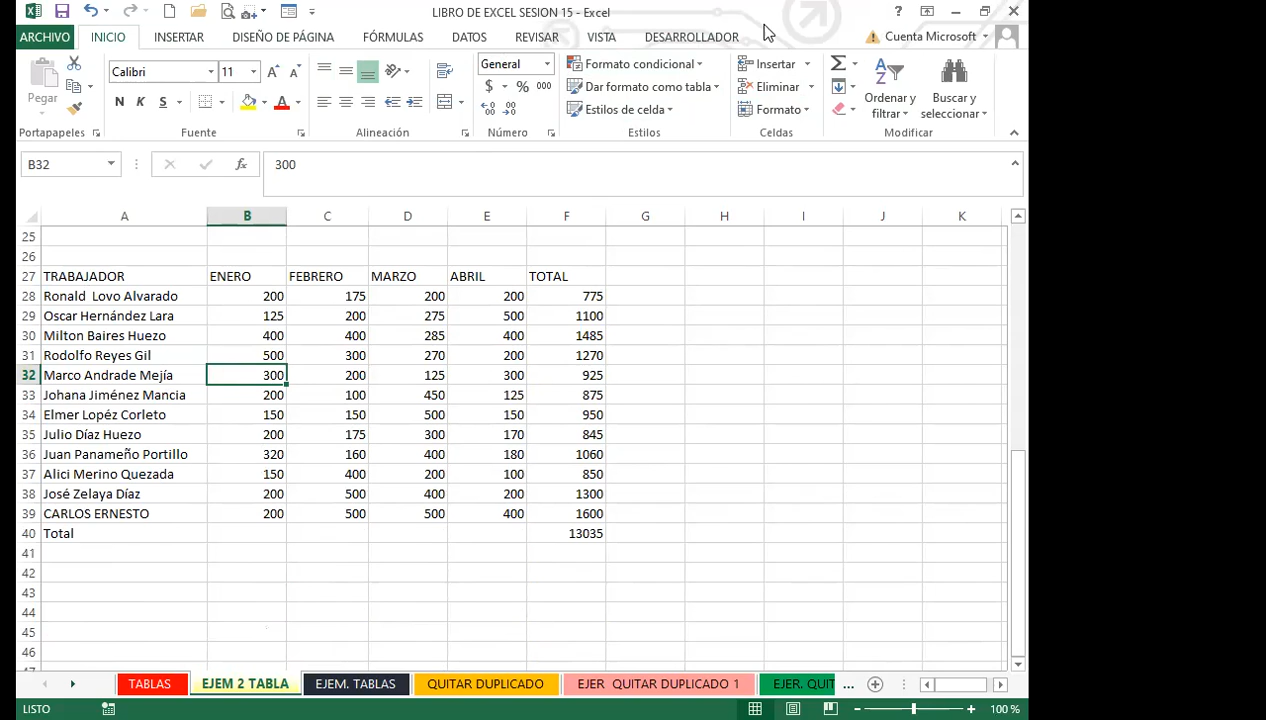 LIBRO DE EXCEL SESION 15 - Excel
?
ARCHIVO INICIO INSERTAR DISEÑO DE PÁGINA FÓRMULAS DATOS REVISAR VISTA DESARROLLADOR Cuenta Microsoft
Pegar Calibri 11 A A General Formato condicional Insertar Σ Ordenar y filtrar Buscar y seleccionar
N K S A $ % 000 Dar formato como tabla Eliminar
Estilos de celda Formato
Portapapeles Fuente Alineación Número Estilos Celdas Modificar
B32 fx 300
A B C D E F G H I J K
25
26
27 TRABAJADOR ENERO FEBRERO MARZO ABRIL TOTAL
28 Ronald Lovo Alvarado 200 175 200 200 775
29 Oscar Hernández Lara 125 200 275 500 1100
30 Milton Baires Huezo 400 400 285 400 1485
31 Rodolfo Reyes Gil 500 300 270 200 1270
32 Marco Andrade Mejía 300 200 125 300 925
33 Johana Jiménez Mancia 200 100 450 125 875
34 Elmer Lopéz Corleto 150 150 500 150 950
35 Julio Díaz Huezo 200 175 300 170 845
36 Juan Panameño Portillo 320 160 400 180 1060
37 Alici Merino Quezada 150 400 200 100 850
38 José Zelaya Díaz 200 500 400 200 1300
39 CARLOS ERNESTO 200 500 500 400 1600
40 Total 13035
41
42
43
44
45
46
TABLAS EJEM 2 TABLA EJEM. TABLAS QUITAR DUPLICADO EJER QUITAR DUPLICADO 1 EJER. QUIT ...
LISTO 100 %